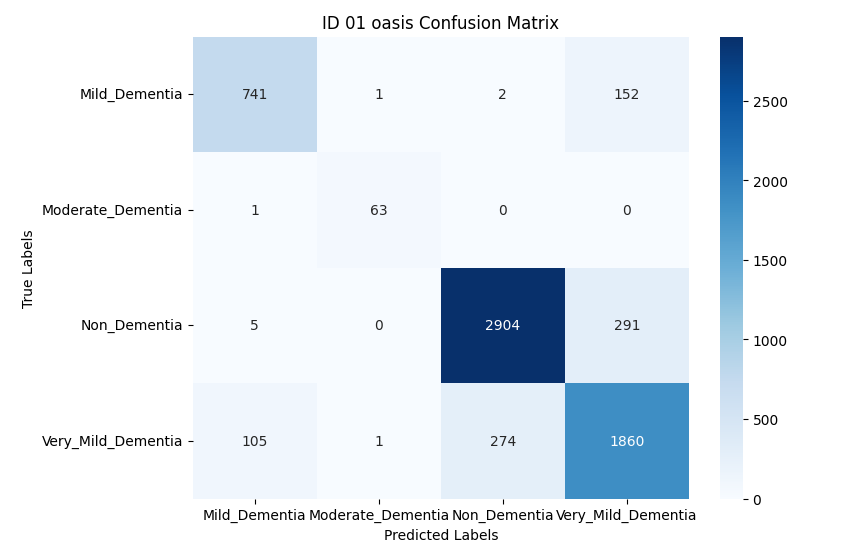 ID 01 oasis Confusion Matrix
Mild_Dementia 741 1 2 152
Moderate_Dementia 1 63 0 0
Non_Dementia 5 0 2904 291
Very_Mild_Dementia 105 1 274 1860
Mild_Dementia Moderate_Dementia Non_Dementia Very_Mild_Dementia
Predicted Labels
True Labels
2500
2000
1500
1000
500
0